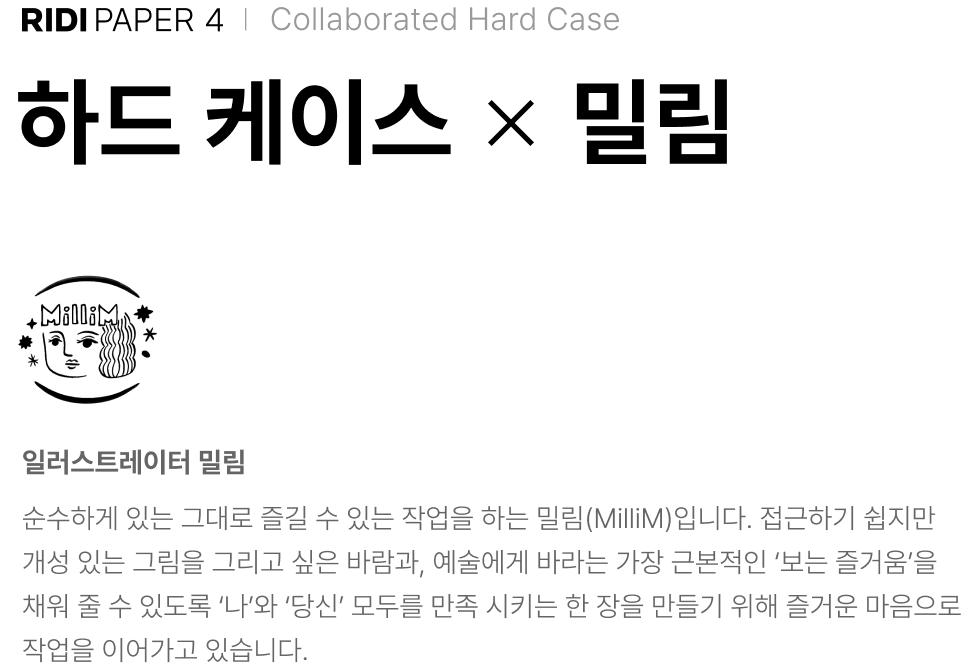 RIDI PAPER 4 | Collaborated Hard Case
하드 케이스 × 밀림
MilliM
일러스트레이터 밀림
순수하게 있는 그대로 즐길 수 있는 작업을 하는 밀림(MilliM)입니다. 접근하기 쉽지만
개성 있는 그림을 그리고 싶은 바람과, 예술에게 바라는 가장 근본적인 ‘보는 즐거움’을
채워 줄 수 있도록 ‘나’와 ‘당신’ 모두를 만족 시키는 한 장을 만들기 위해 즐거운 마음으로
작업을 이어가고 있습니다.